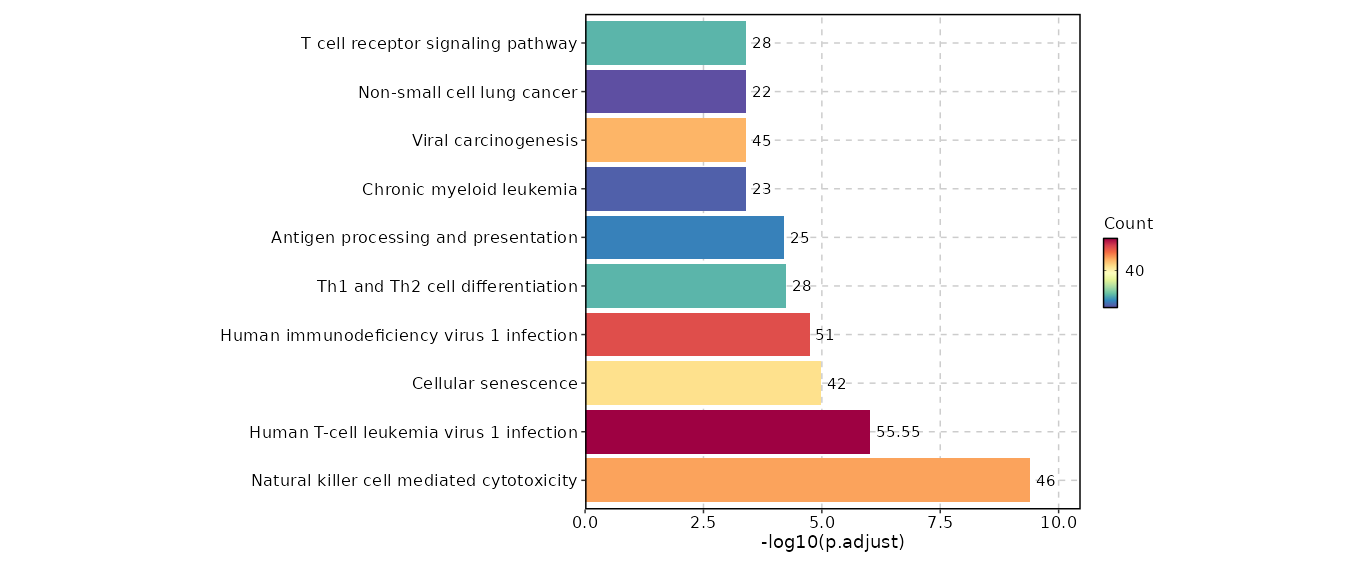 T cell receptor signaling pathway 28
Non-small cell lung cancer 22
Viral carcinogenesis 45
Chronic myeloid leukemia 23
Antigen processing and presentation 25
Th1 and Th2 cell differentiation 28
Human immunodeficiency virus 1 infection 51
Cellular senescence 42
Human T-cell leukemia virus 1 infection 55.55
Natural killer cell mediated cytotoxicity 46
0.0 2.5 5.0 7.5 10.0
-log10(p.adjust)
Count
40